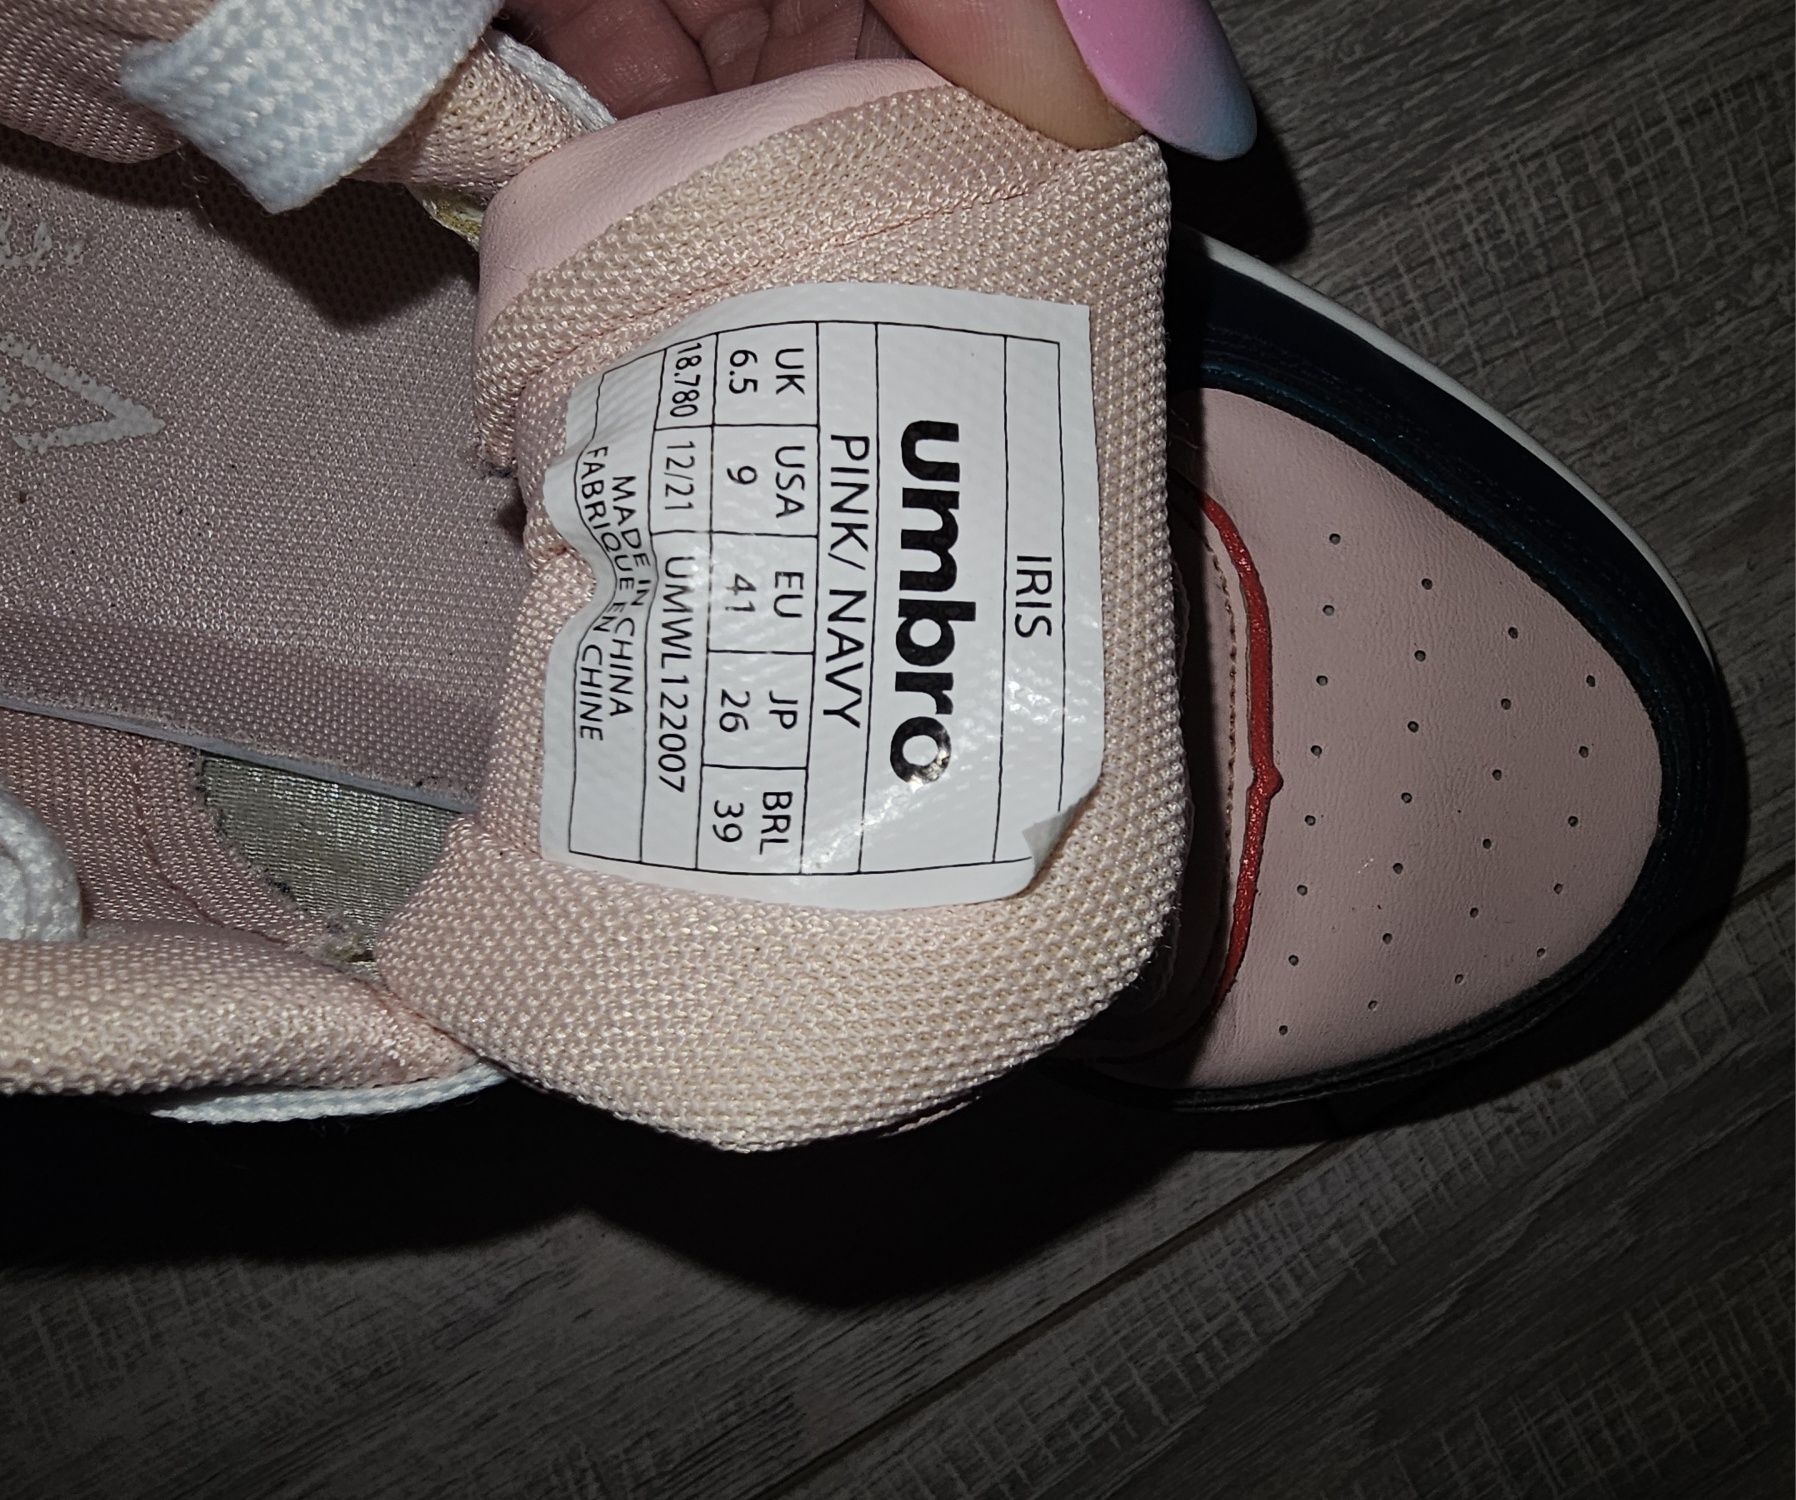 IRIS
umbro
PINK/ NAVY
UK USA EU JP BRL
6.5 9 41 26 39
18.780 12/21 UMWL122007
MADE IN CHINA
FABRIQUE EN CHINE